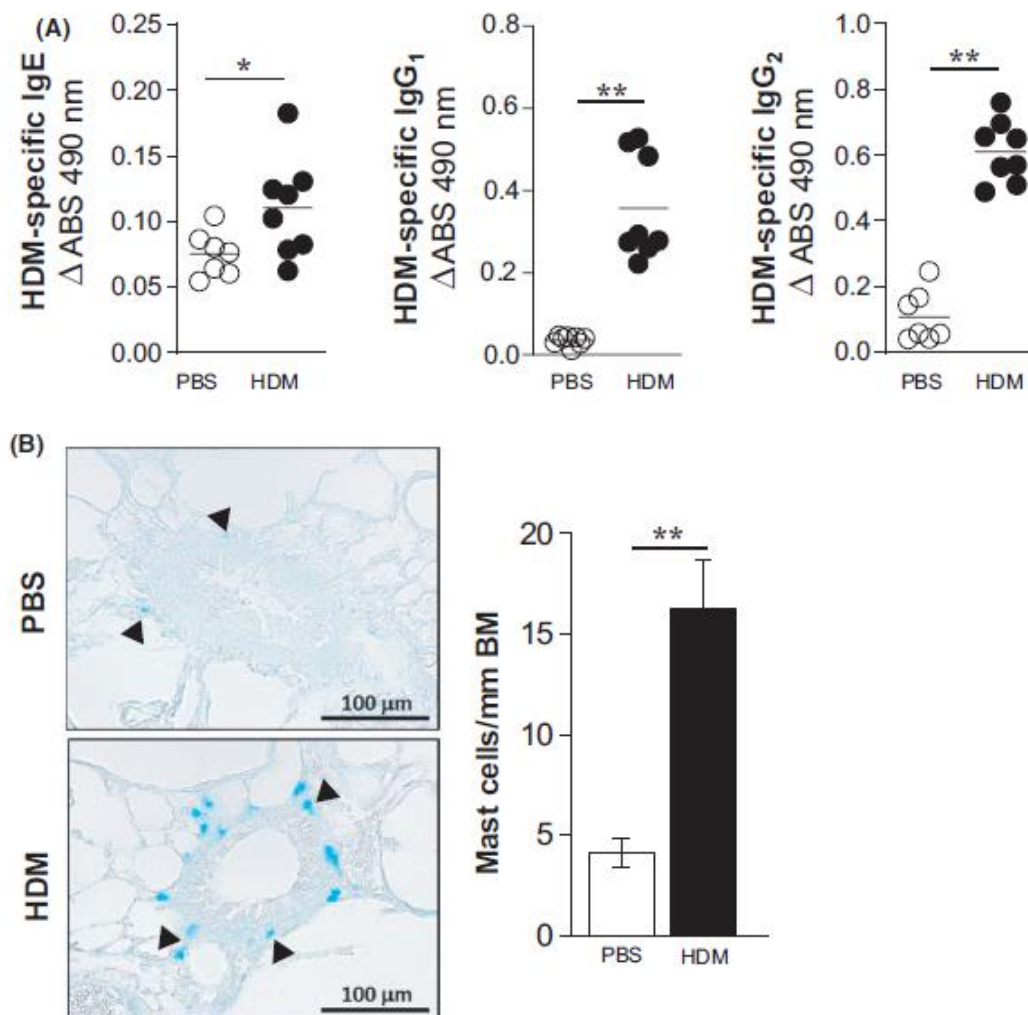 (A)
HDM-specific IgE
Δ ABS 490 nm
0.25
0.20
0.15
0.10
0.05
0.00
*
PBS HDM
HDM-specific IgG₁
Δ ABS 490 nm
0.8
0.6
0.4
0.2
0.0
**
PBS HDM
HDM-specific IgG₂
Δ ABS 490 nm
1.0
0.8
0.6
0.4
0.2
0.0
**
PBS HDM
(B)
PBS
100 µm
HDM
100 µm
Mast cells/mm BM
20
15
10
5
0
**
PBS HDM